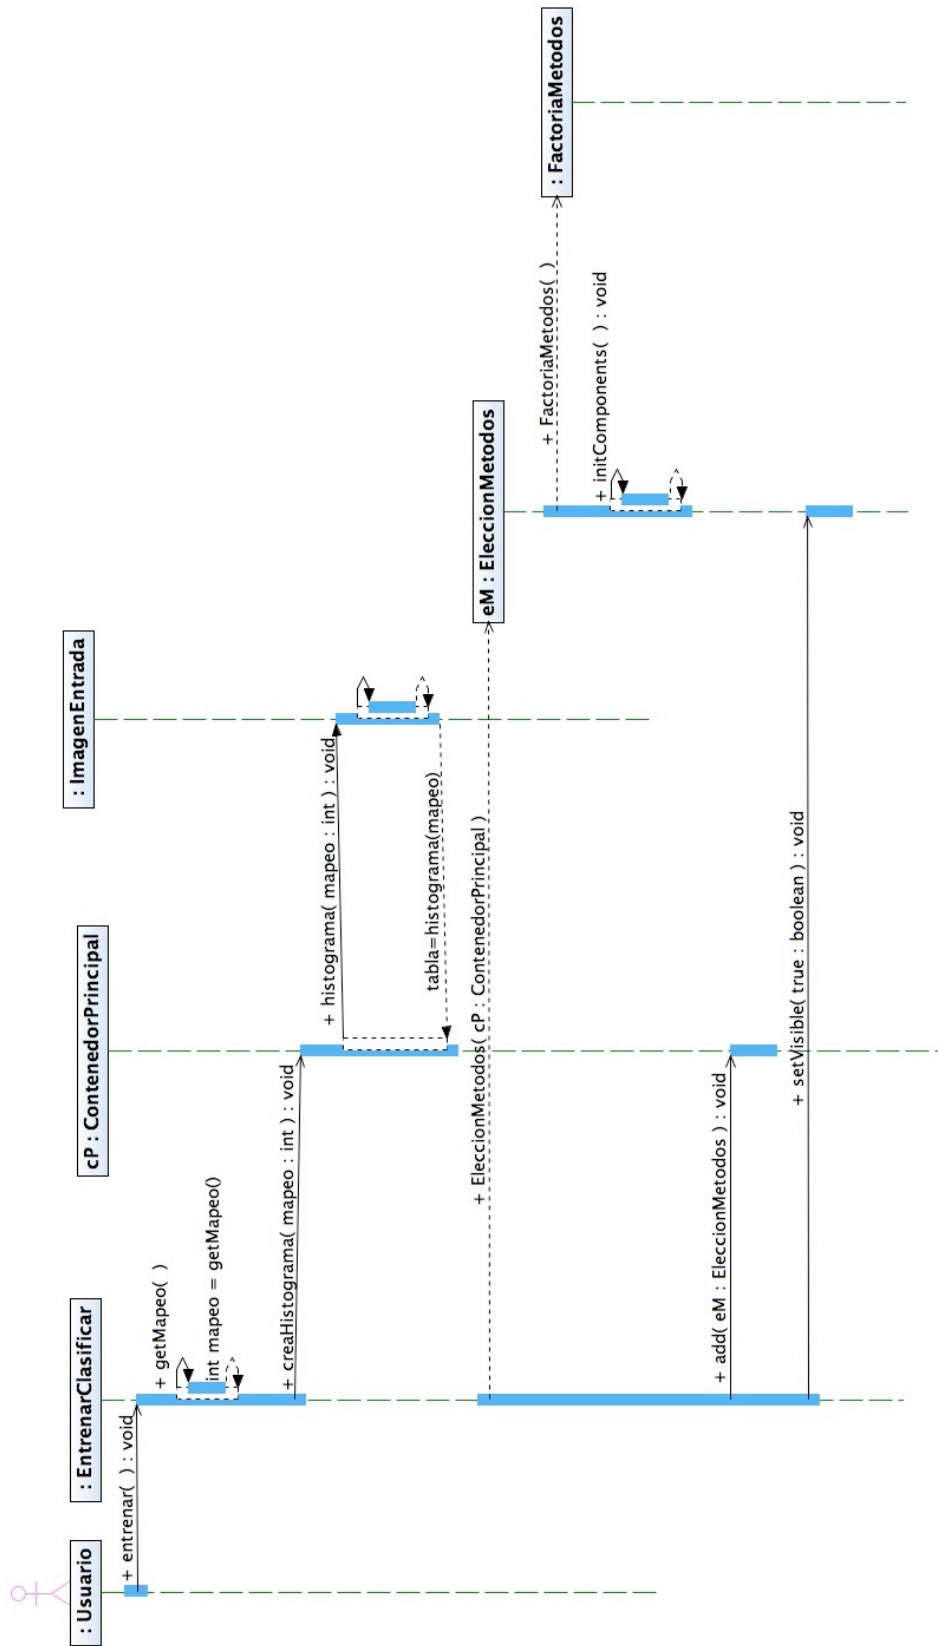 : Usuario
: EntrenarClasificar
cP : ContenedorPrincipal
: ImagenEntrada
+ entrenar(  ) : void
+ getMapeo(  )
int mapeo = getMapeo()
+ creaHistograma( mapeo : int ) : void
+ histograma( mapeo : int ) : void
tabla=histograma(mapeo)
+ EleccionMetodos( cP : ContenedorPrincipal )
eM : EleccionMetodos
+ FactoriaMetodos(  )
: FactoriaMetodos
+ initComponents(  ) : void
+ add( eM : EleccionMetodos ) : void
+ setVisible( true : boolean ) : void